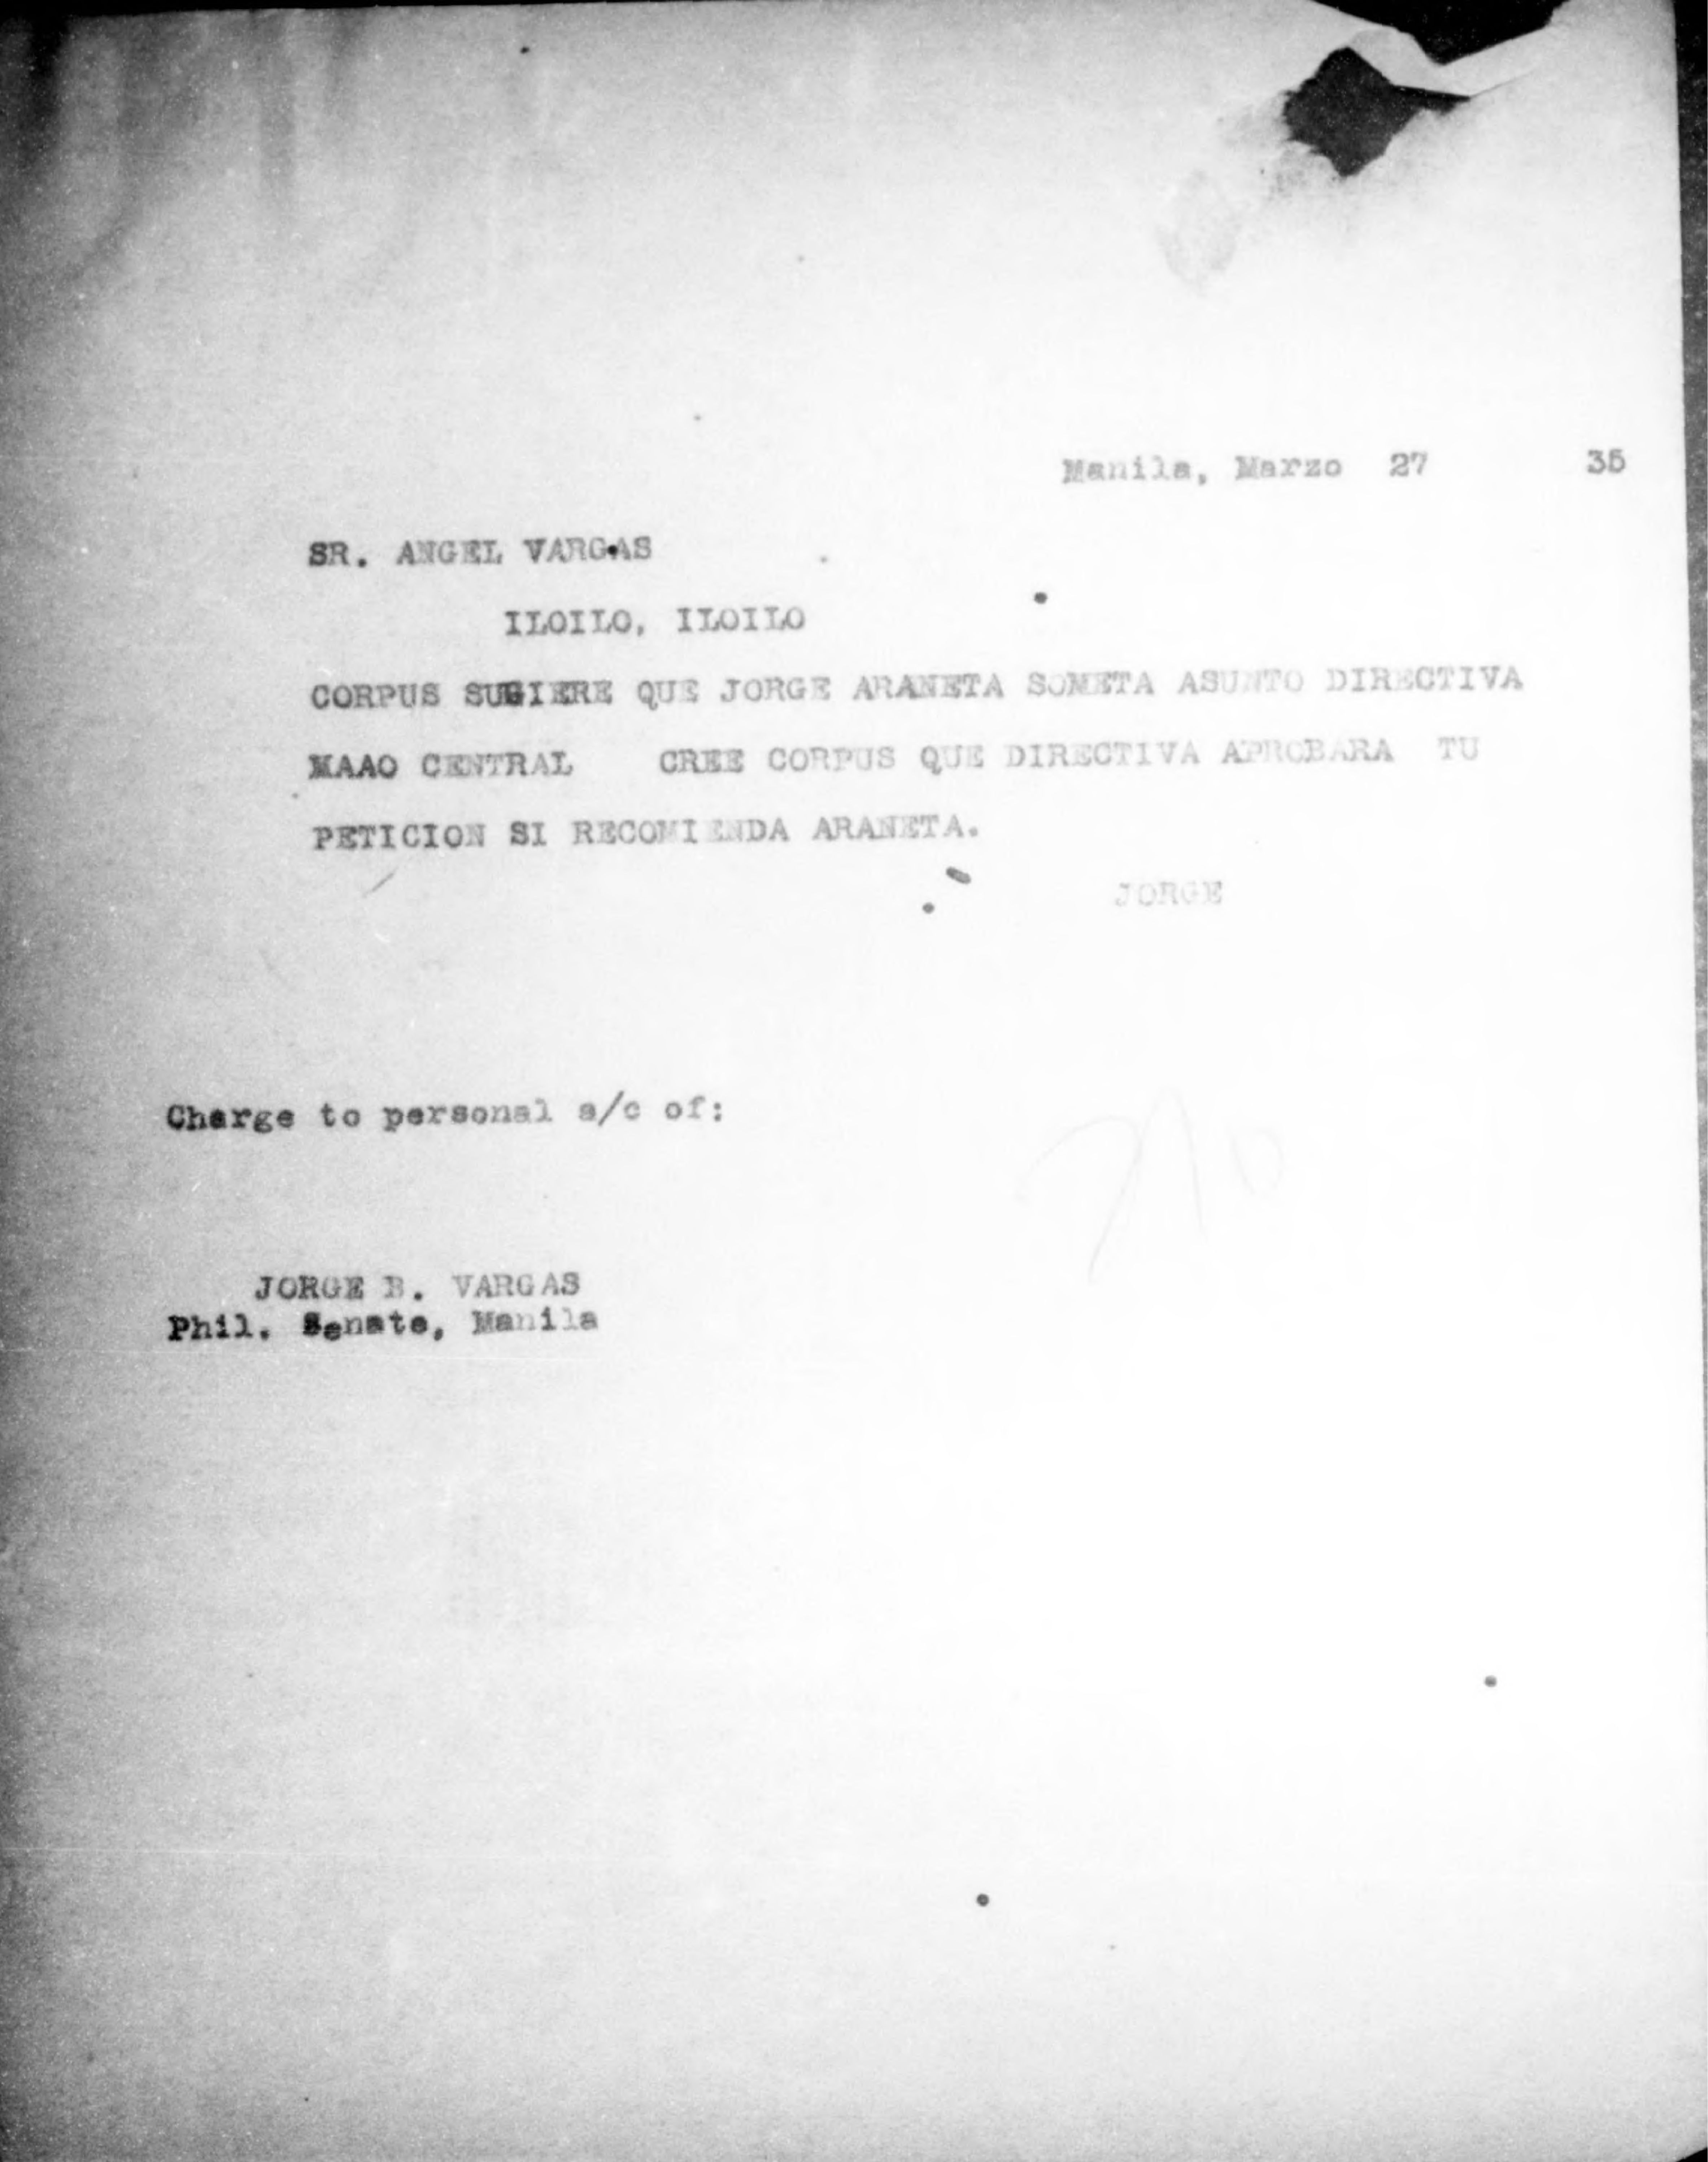 Manila, Marzo 27 35
SR. ANGEL VARGAS
ILOILO, ILOILO
CORPUS SUGIERE QUE JORGE ARANETA SOMETA ASUNTO DIRECTIVA
MAAO CENTRAL CREE CORPUS QUE DIRECTIVA APROBARA TU
PETICION SI RECOMIENDA ARANETA.
JORGE
Charge to personal a/c of:
JORGE B. VARGAS
Phil. Senate, Manila